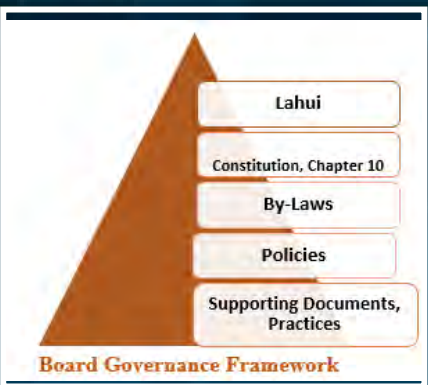 Lahui
Constitution, Chapter 10
By-Laws
Policies
Supporting Documents,
Practices
Board Governance Framework